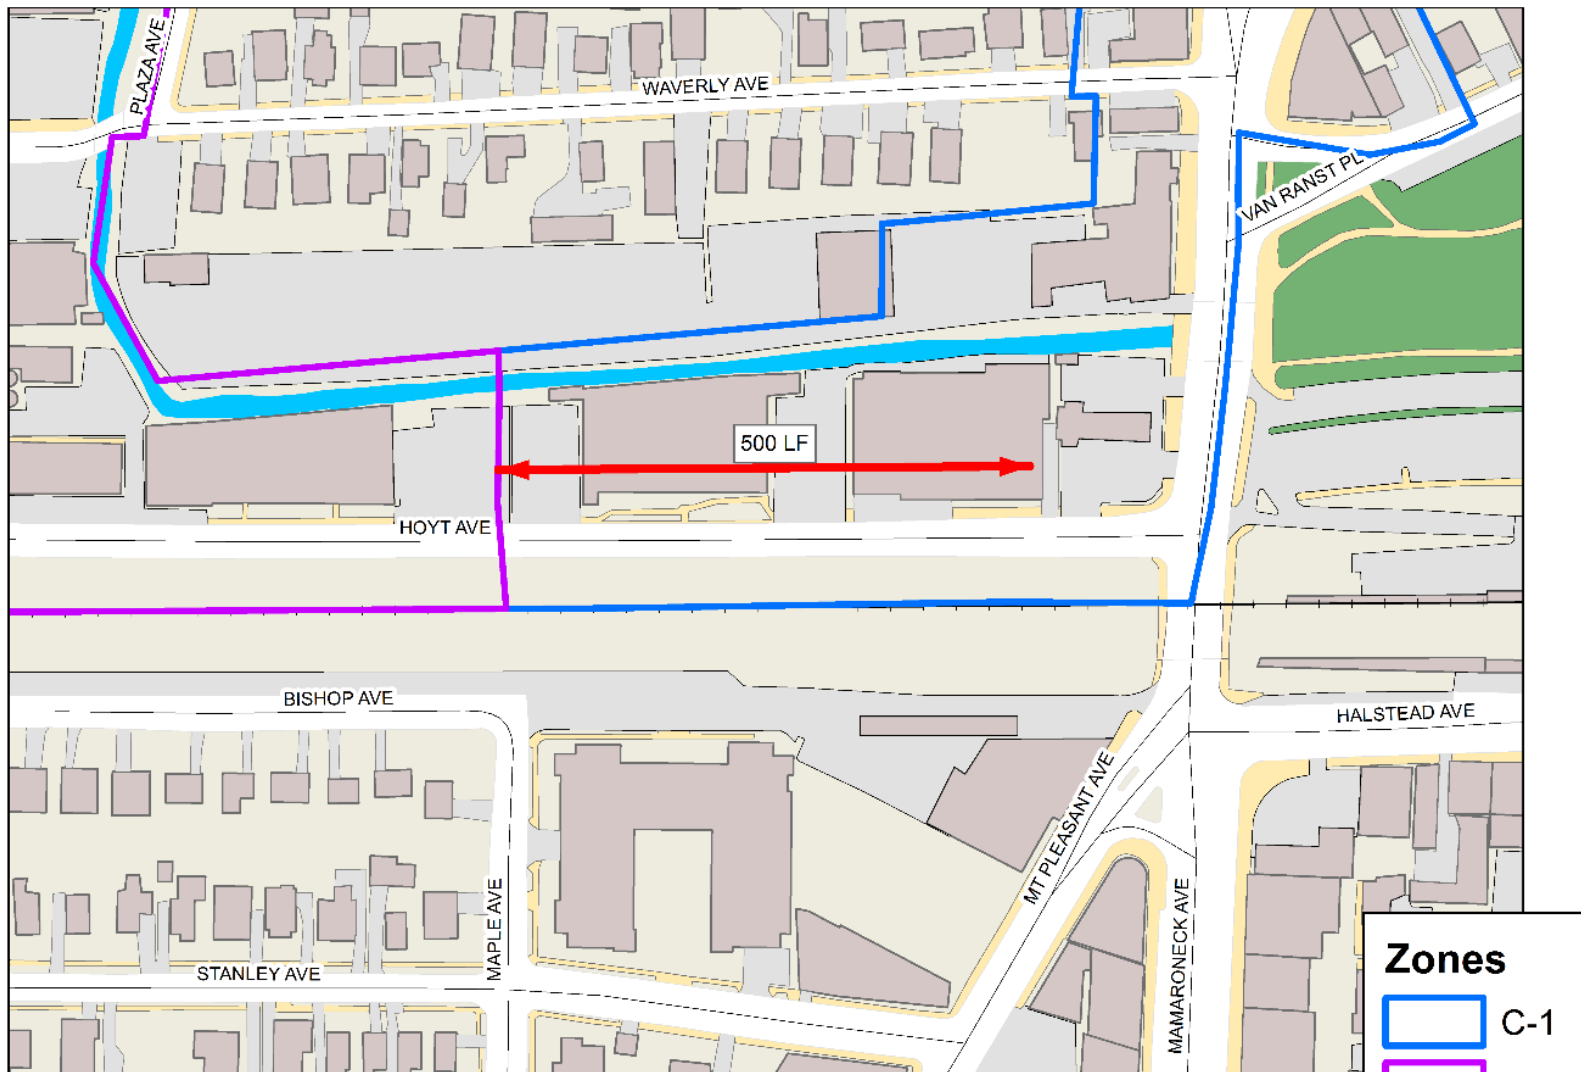 PLAZA AVE
WAVERLY AVE
VAN RANST PL
500 LF
HOYT AVE
BISHOP AVE
HALSTEAD AVE
MT PLEASANT AVE
MAPLE AVE
MAMARONECK AVE
STANLEY AVE
Zones
C-1